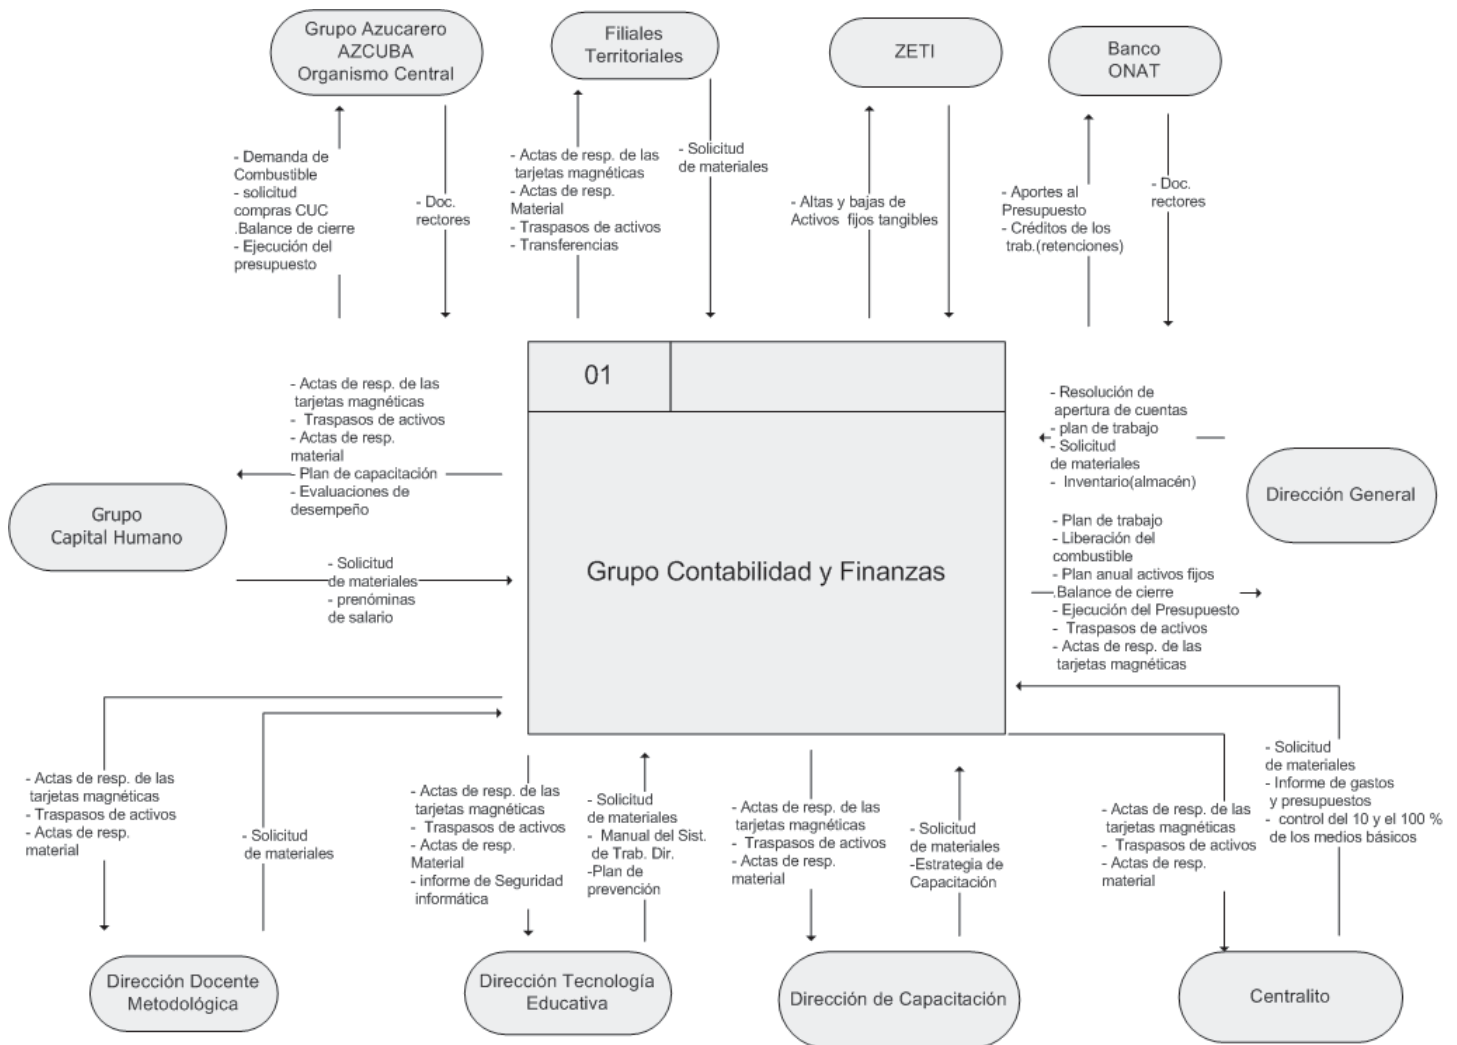 Grupo Azucarero
AZCUBA
Organismo Central
Filiales
Territoriales
ZETI
Banco
ONAT
- Demanda de
Combustible
- solicitud
compras CUC
.Balance de cierre
- Ejecución del
presupuesto
- Doc.
rectores
- Actas de resp. de las
tarjetas magnéticas
- Actas de resp.
Material
- Traspasos de activos
- Transferencias
- Solicitud
de materiales
- Altas y bajas de
Activos fijos tangibles
- Aportes al
Presupuesto
- Créditos de los
trab.(retenciones)
- Doc.
rectores
01
Grupo Contabilidad y Finanzas
- Actas de resp. de las
tarjetas magnéticas
- Traspasos de activos
- Actas de resp.
material
- Plan de capacitación
- Evaluaciones de
desempeño
Grupo
Capital Humano
- Solicitud
de materiales
- prenóminas
de salario
- Resolución de
apertura de cuentas
- plan de trabajo
- Solicitud
de materiales
- Inventario(almacén)
Dirección General
- Plan de trabajo
- Liberación del
combustible
- Plan anual activos fijos
.Balance de cierre
- Ejecución del Presupuesto
- Traspasos de activos
- Actas de resp. de las
tarjetas magnéticas
- Actas de resp. de las
tarjetas magnéticas
- Traspasos de activos
- Actas de resp.
material
- Solicitud
de materiales
- Actas de resp. de las
tarjetas magnéticas
- Traspasos de activos
- Actas de resp.
Material
- informe de Seguridad
informática
- Solicitud
de materiales
- Manual del Sist.
de Trab. Dir.
-Plan de
prevención
- Actas de resp. de las
tarjetas magnéticas
- Traspasos de activos
- Actas de resp.
material
- Solicitud
de materiales
-Estrategia de
Capacitación
- Actas de resp. de las
tarjetas magnéticas
- Traspasos de activos
- Actas de resp.
material
- Solicitud
de materiales
- Informe de gastos
y presupuestos
- control del 10 y el 100 %
de los medios básicos
Dirección Docente
Metodológica
Dirección Tecnología
Educativa
Dirección de Capacitación
Centralito